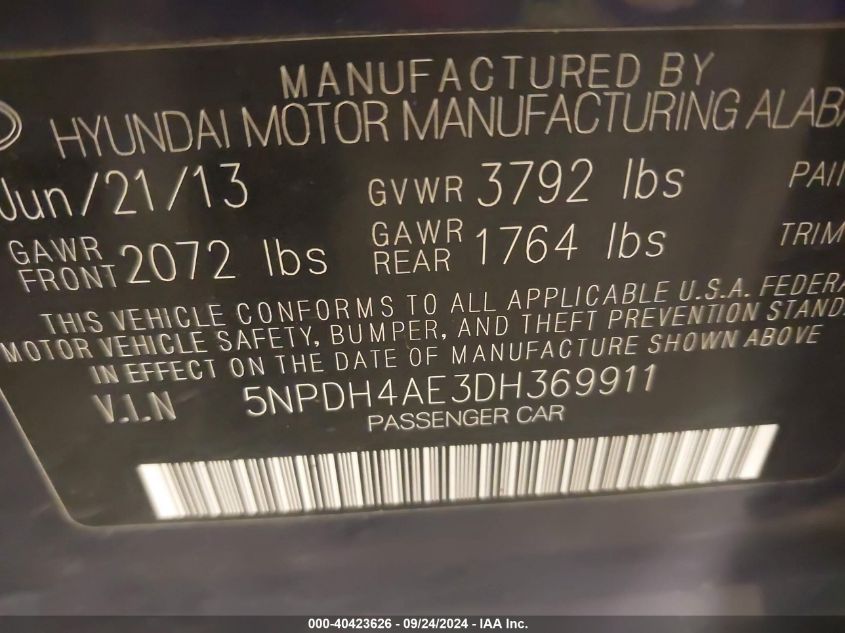 MANUFACTURED BY
HYUNDAI MOTOR MANUFACTURING ALABA
Jun/21/13 GVWR 3792 lbs PAI
GAWR FRONT 2072 lbs GAWR REAR 1764 lbs TRIM
THIS VEHICLE CONFORMS TO ALL APPLICABLE U.S.A. FEDERA
MOTOR VEHICLE SAFETY, BUMPER, AND THEFT PREVENTION STAND
IN EFFECT ON THE DATE OF MANUFACTURE SHOWN ABOVE
V.I.N 5NPDH4AE3DH369911
PASSENGER CAR
000-40423626 - 09/24/2024 - IAA Inc.